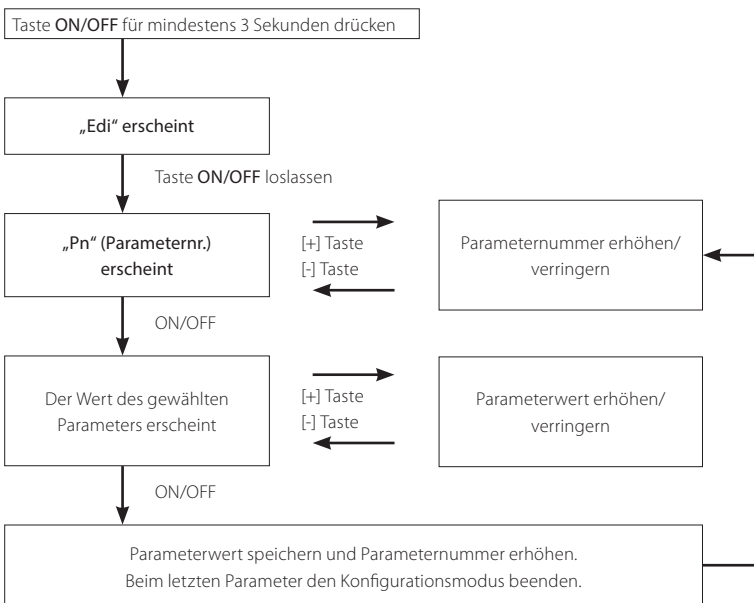 Taste ON/OFF für mindestens 3 Sekunden drücken
„Edi“ erscheint
Taste ON/OFF loslassen
„Pn“ (Parameternr.)
erscheint
[+] Taste
[-] Taste
Parameternummer erhöhen/
verringern
ON/OFF
Der Wert des gewählten
Parameters erscheint
[+] Taste
[-] Taste
Parameterwert erhöhen/
verringern
ON/OFF
Parameterwert speichern und Parameternummer erhöhen.
Beim letzten Parameter den Konfigurationsmodus beenden.